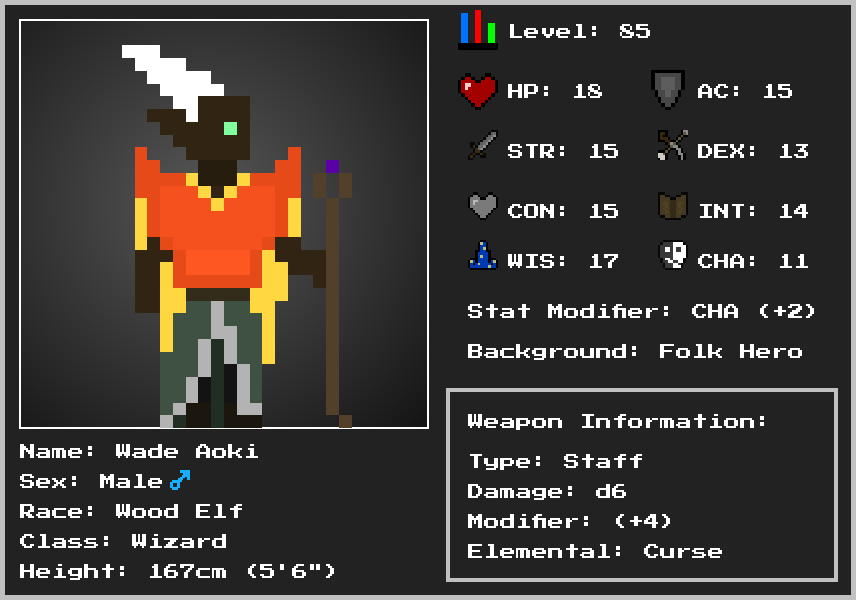 Level: 85
HP: 18 AC: 15
STR: 15 DEX: 13
CON: 15 INT: 14
WIS: 17 CHA: 11
Stat Modifier: CHA (+2)
Background: Folk Hero
Weapon Information:
Type: Staff
Damage: d6
Modifier: (+4)
Elemental: Curse
Name: Wade Aoki
Sex: Male♂
Race: Wood Elf
Class: Wizard
Height: 167cm (5'6")